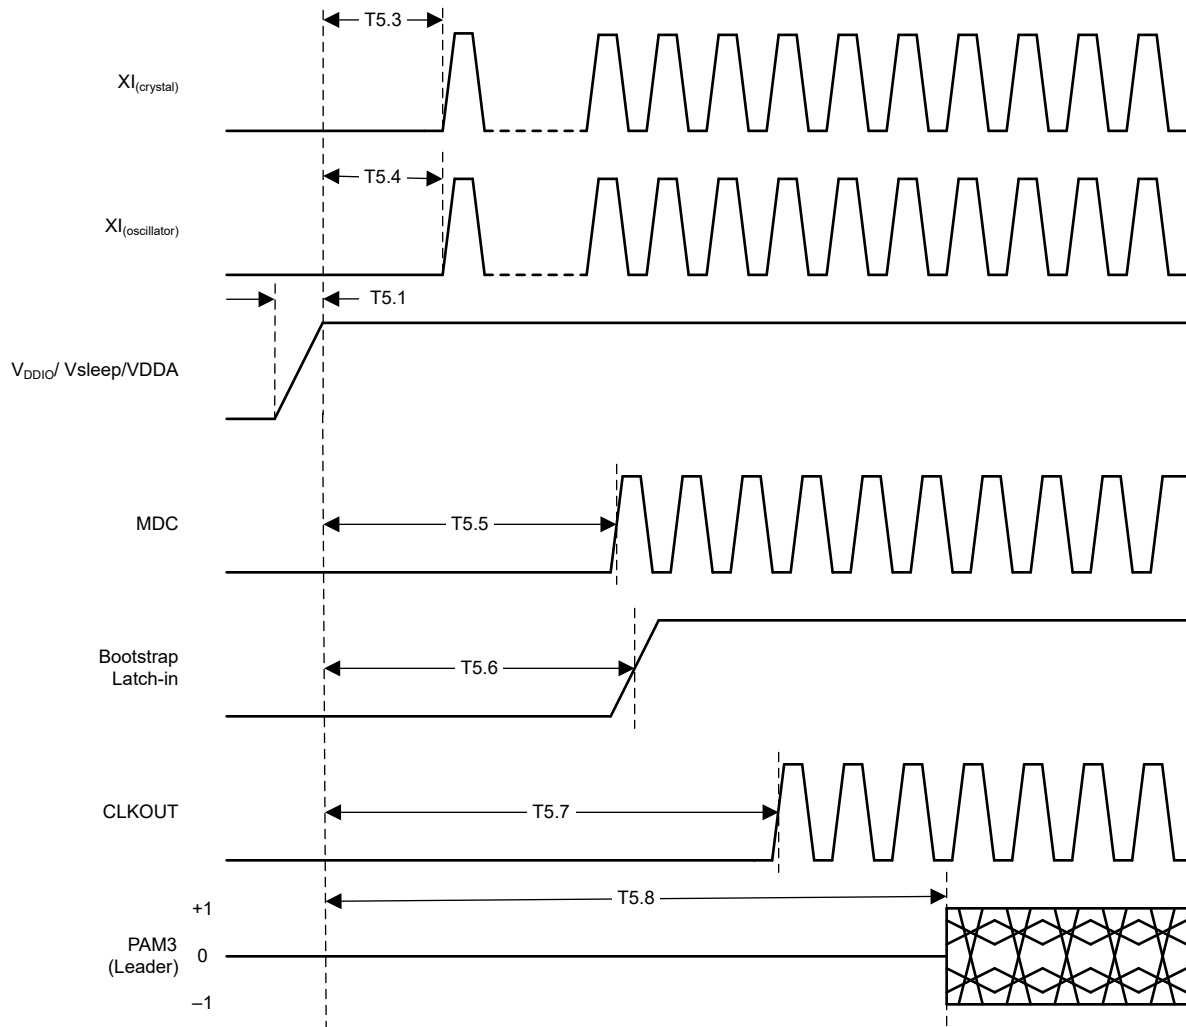 T5.3
XI(crystal)
T5.4
XI(oscillator)
T5.1
VDDIO/ Vsleep/VDDA
T5.5
MDC
T5.6
Bootstrap
Latch-in
T5.7
CLKOUT
T5.8
+1
PAM3
(Leader)
0
–1